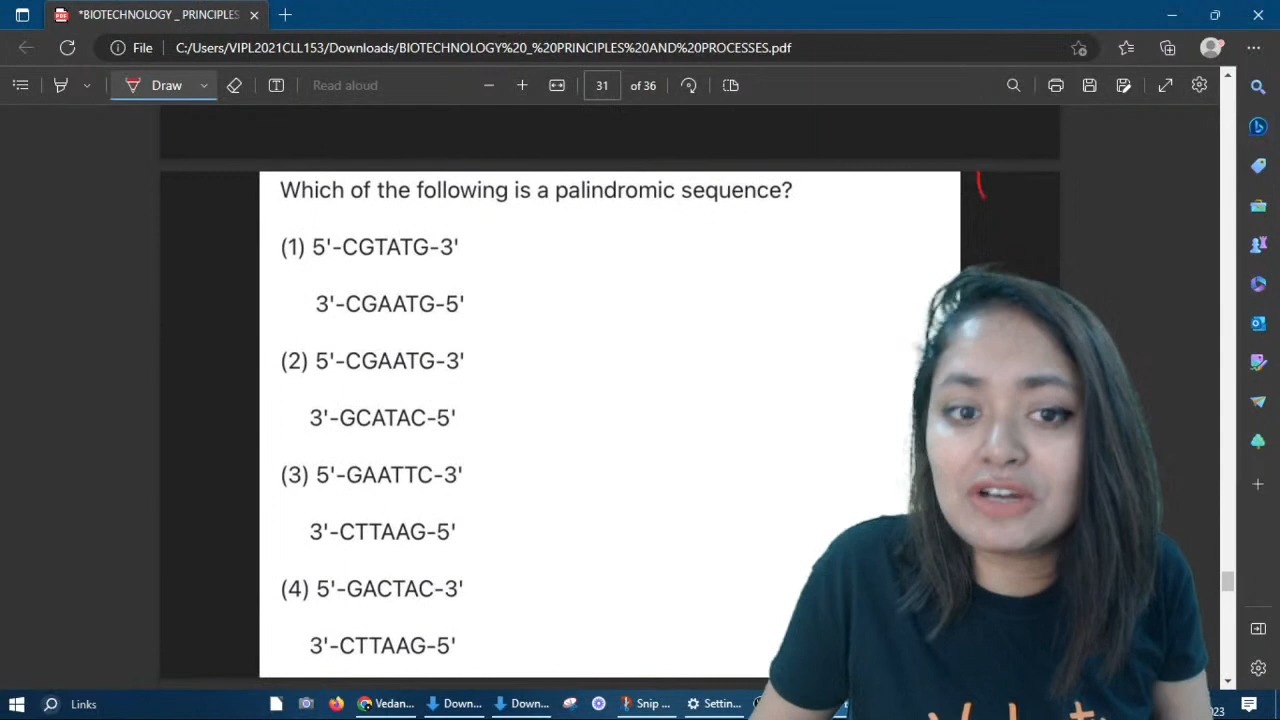 *BIOTECHNOLOGY _ PRINCIPLES
File C:/Users/VIPL2021CLL153/Downloads/BIOTECHNOLOGY%20_%20PRINCIPLES%20AND%20PROCESSES.pdf
Draw Read aloud 31 of 36
Which of the following is a palindromic sequence?
(1) 5'-CGTATG-3'
3'-CGAATG-5'
(2) 5'-CGAATG-3'
3'-GCATAC-5'
(3) 5'-GAATTC-3'
3'-CTTAAG-5'
(4) 5'-GACTAC-3'
3'-CTTAAG-5'
Links Vedan... Down... Down... Snip ... Settin...